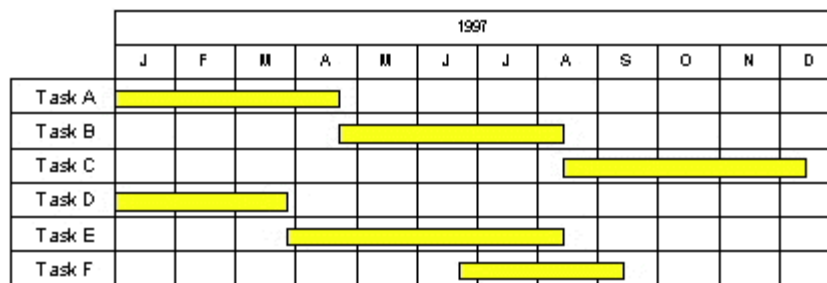 1997
J F M A M J J A S O N D
Task A
Task B
Task C
Task D
Task E
Task F